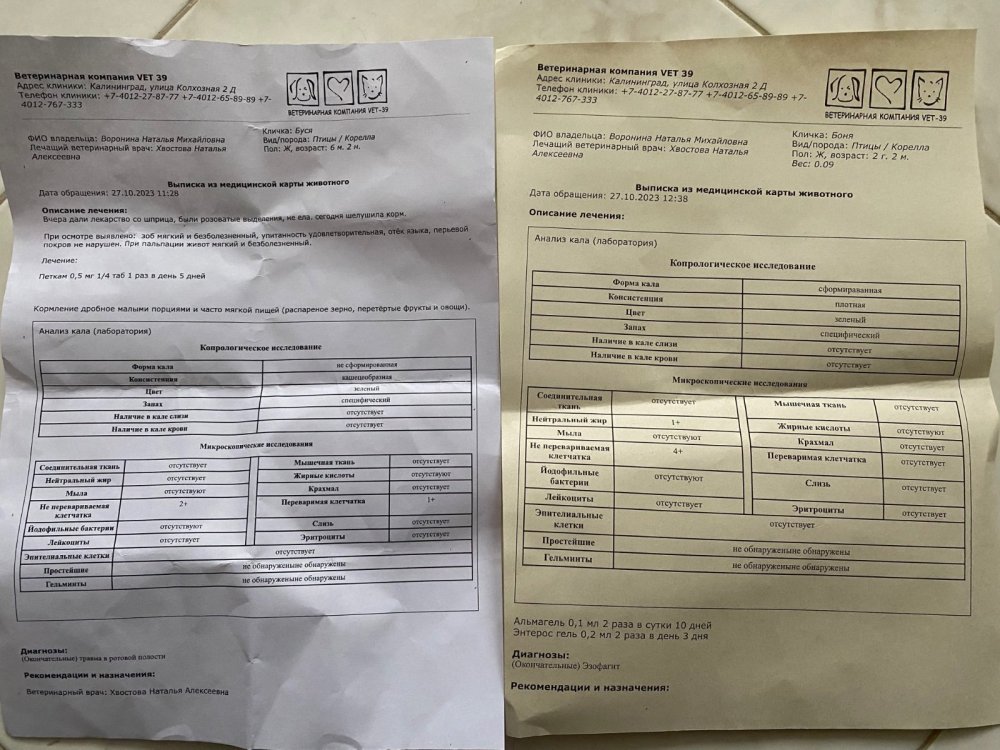 Ветеринарная компания VET 39
Адрес клиники: Калининград, улица Колхозная 2 Д
Телефон клиники: +7-4012-27-87-77 +7-4012-65-89-89 +7-
4012-767-333
ВЕТЕРИНАРНАЯ КОМПАНИЯ VET-39
ФИО владельца: Воронина Наталья Михайловна
Лечащий ветеринарный врач: Хвостова Наталья
Алексеевна
Кличка: Буся
Вид/порода: Птицы / Корелла
Пол: Ж, возраст: 6 м. 2 н.
Выписка из медицинской карты животного
Дата обращения: 27.10.2023 11:28
Описание лечения:
Вчера дали лекарство со шприца, были розоватые выделения, не ела. сегодня шелушила корм.
При осмотре выявлено: зоб мягкий и безболезненный, упитанность удовлетворительная, отёк языка, перьевой
покров не нарушен. При пальпации живот мягкий и безболезненный.
Лечение:
Петкам 0,5 мг 1/4 таб 1 раз в день 5 дней
Кормление дробное малыми порциями и часто мягкой пищей (распареное зерно, перетёртые фрукты и овощи).
Анализ кала (лаборатория)
Копрологическое исследование
Форма кала не сформированная
Консистенция кашецеобразная
Цвет зеленый
Запах специфический
Наличие в кале слизи отсутствует
Наличие в кале крови отсутствует
Микроскопические исследования
Соединительная ткань отсутствует Мышечная ткань отсутствует
Нейтральный жир отсутствует Жирные кислоты отсутствуют
Мыла отсутствуют Крахмал отсутствует
Не перевариваемая клетчатка 2+ Переваримая клетчатка 1+
Йодофильные бактерии отсутствуют Слизь отсутствует
Лейкоциты отсутствует Эритроциты отсутствует
Эпителиальные клетки отсутствует
Простейшие не обнаруженыне обнаружены
Гельминты не обнаруженыне обнаружены
Диагнозы:
(Окончательные) травма в ротовой полости
Рекомендации и назначения:
Ветеринарный врач: Хвостова Наталья Алексеевна
Ветеринарная компания VET 39
Адрес клиники: Калининград, улица Колхозная 2 Д
Телефон клиники: +7-4012-27-87-77 +7-4012-65-89-89 +7-
4012-767-333
ВЕТЕРИНАРНАЯ КОМПАНИЯ VET-39
ФИО владельца: Воронина Наталья Михайловна
Лечащий ветеринарный врач: Хвостова Наталья
Алексеевна
Кличка: Боня
Вид/порода: Птицы / Корелла
Пол: Ж, возраст: 2 г. 2 м.
Вес: 0.09
Выписка из медицинской карты животного
Дата обращения: 27.10.2023 12:38
Описание лечения:
Анализ кала (лаборатория)
Копрологическое исследование
Форма кала сформированная
Консистенция плотная
Цвет зеленый
Запах специфический
Наличие в кале слизи отсутствует
Наличие в кале крови отсутствует
Микроскопические исследования
Соединительная ткань отсутствует Мышечная ткань отсутствует
Нейтральный жир 1+ Жирные кислоты отсутствуют
Мыла отсутствуют Крахмал отсутствует
Не перевариваемая клетчатка 4+ Переваримая клетчатка отсутствует
Йодофильные бактерии отсутствуют Слизь отсутствует
Лейкоциты отсутствует Эритроциты отсутствует
Эпителиальные клетки отсутствует
Простейшие не обнаруженыне обнаружены
Гельминты не обнаруженыне обнаружены
Альмагель 0,1 мл 2 раза в сутки 10 дней
Энтерос гель 0,2 мл 2 раза в день 3 дня
Диагнозы:
(Окончательные) Эзофагит
Рекомендации и назначения: